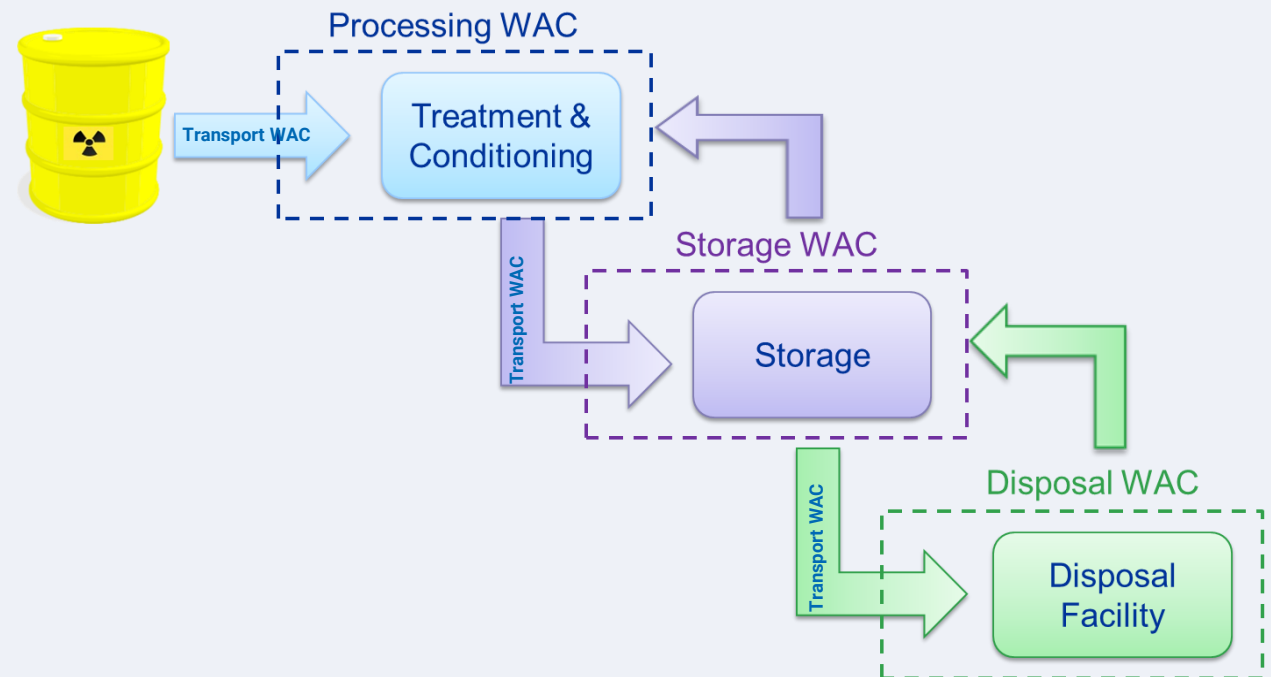 Processing WAC
Transport WAC
Treatment &
Conditioning
Storage WAC
Transport WAC
Storage
Disposal WAC
Transport WAC
Disposal
Facility